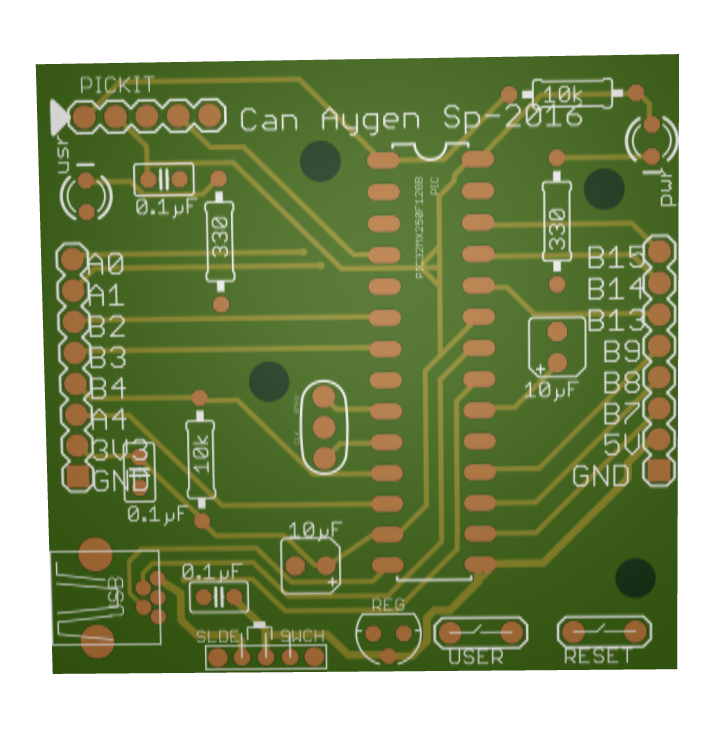 PICKIT
10k
Can Aygen Sp-2016
usr
pwr
0.1µF
330
330
PIC32MX250F128B
PIC
A0
A1
B2
B3
B4
A4
3V3
GND
B15
B14
B13
B9
B8
B7
5V
GND
10µF
10k
0.1µF
10µF
0.1µF
USB
REG
SLDE SWCH
USER
RESET